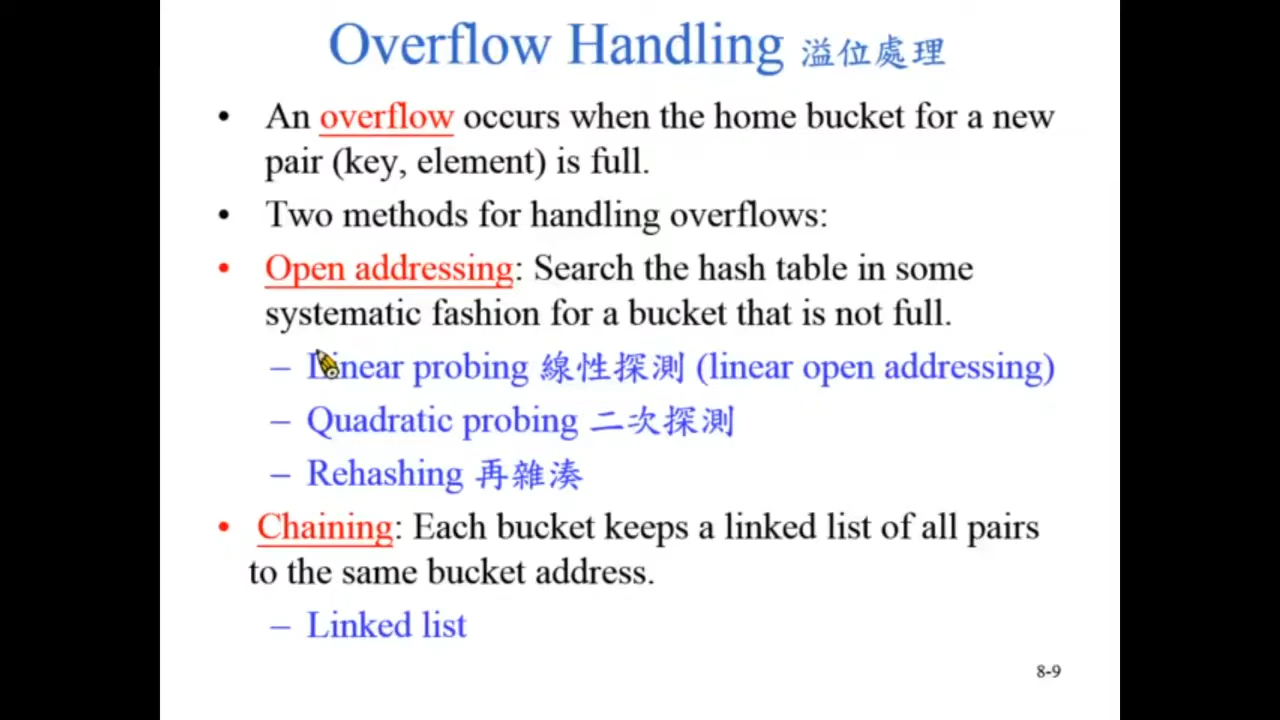 Overflow Handling 溢位處理
• An overflow occurs when the home bucket for a new
pair (key, element) is full.
• Two methods for handling overflows:
• Open addressing: Search the hash table in some
systematic fashion for a bucket that is not full.
– Linear probing 線性探測 (linear open addressing)
– Quadratic probing 二次探測
– Rehashing 再雜湊
• Chaining: Each bucket keeps a linked list of all pairs
to the same bucket address.
– Linked list
8-9